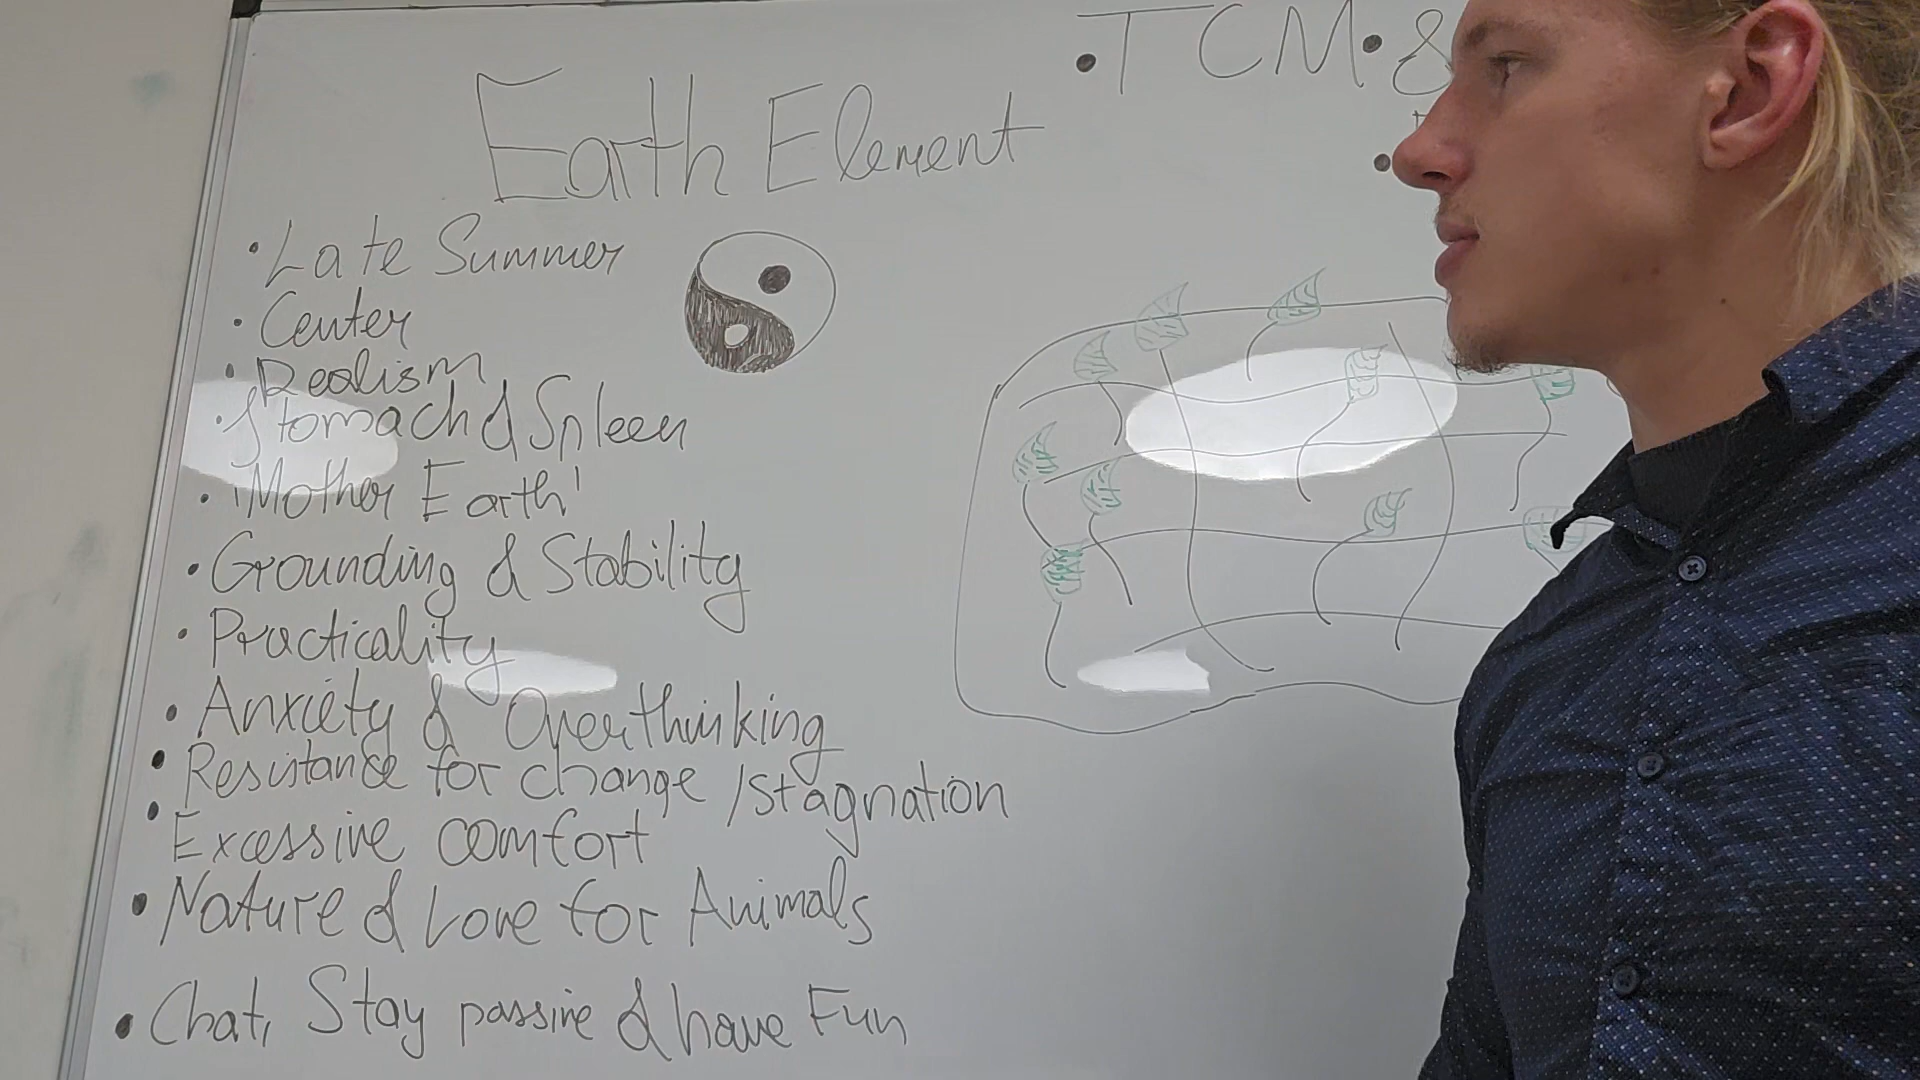 •TCM•&
Earth Element
• Late Summer
• Center
• Realism
• Stomach & Spleen
• 'Mother Earth'
• Grounding & Stability
• Practicality
• Anxiety & Overthinking
• Resistance for change /stagnation
• Excessive comfort
• Nature & Love for Animals
• Chat, Stay passive & have Fun